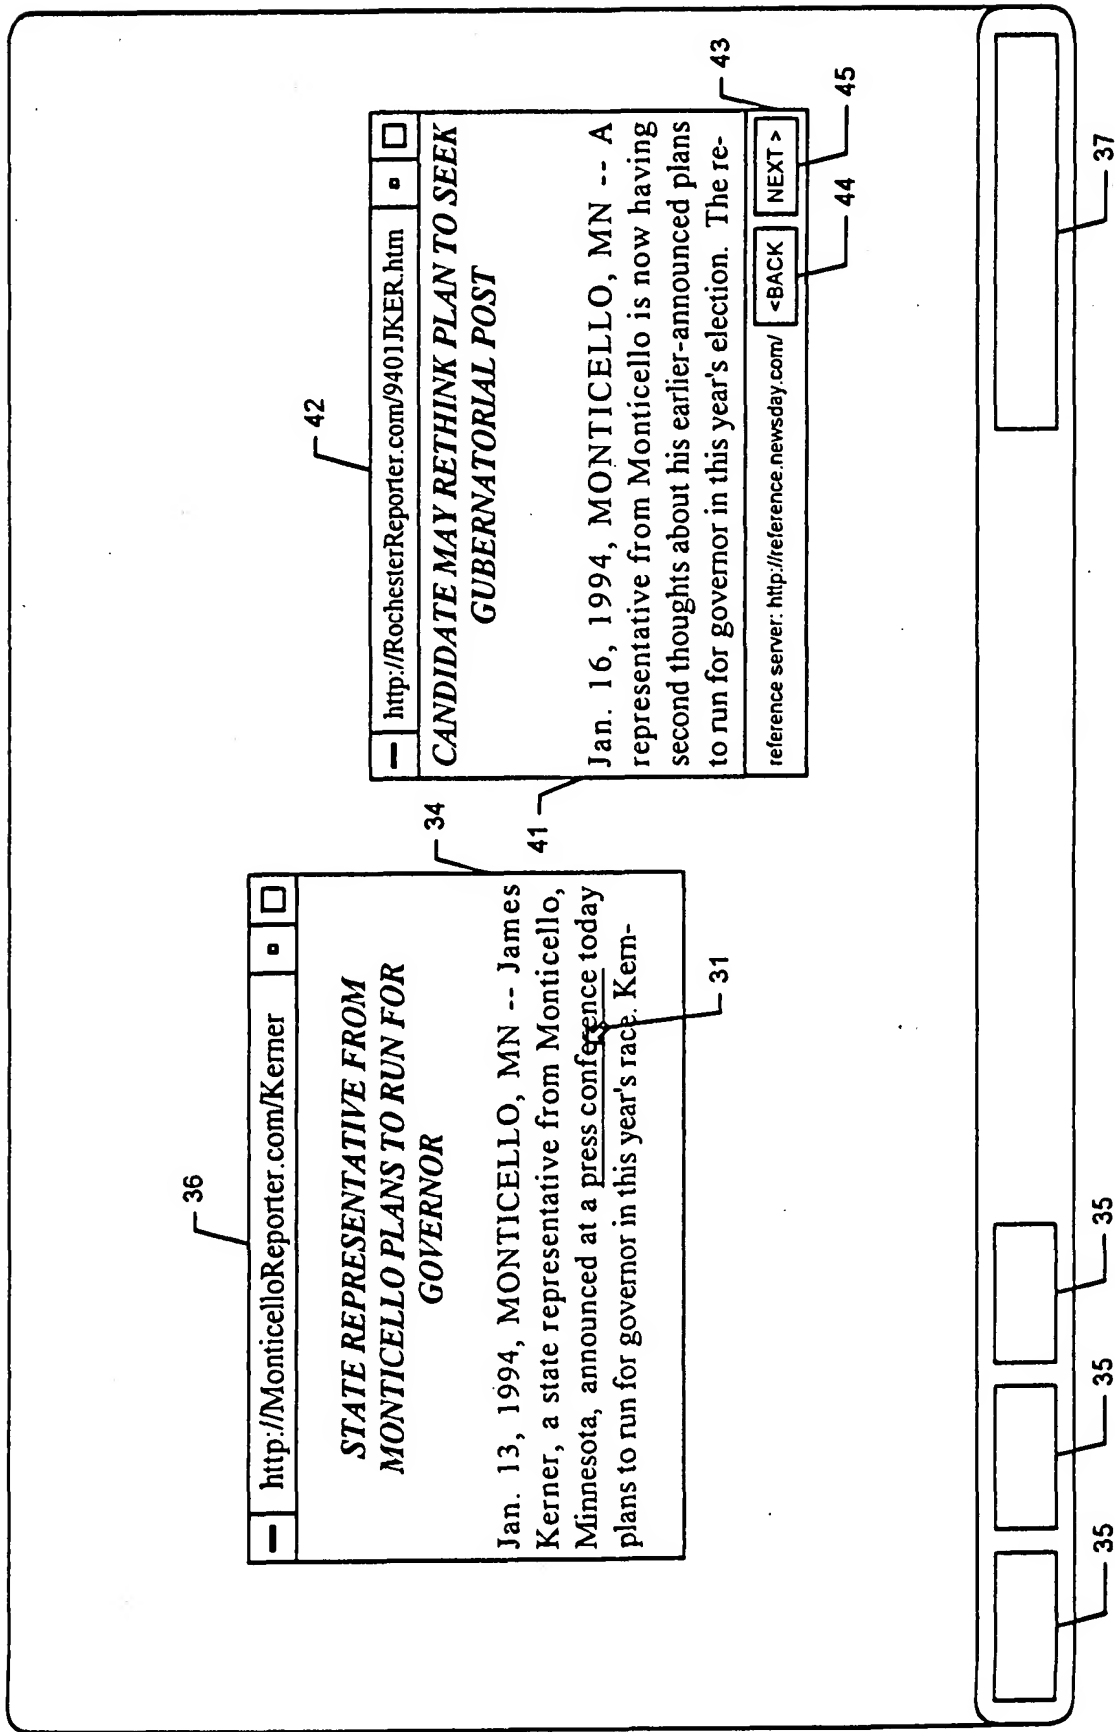 36
http://MonticelloReporter.com/Kerner
STATE REPRESENTATIVE FROM
MONTICELLO PLANS TO RUN FOR
GOVERNOR
Jan. 13, 1994, MONTICELLO, MN -- James
Kerner, a state representative from Monticello,
Minnesota, announced at a press conference today
plans to run for governor in this year's race. Kern-
34
31
42
http://RochesterReporter.com/9401JKER.htm
CANDIDATE MAY RETHINK PLAN TO SEEK
GUBERNATORIAL POST
Jan. 16, 1994, MONTICELLO, MN -- A
representative from Monticello is now having
second thoughts about his earlier-announced plans
to run for governor in this year's election. The re-
reference server: http://reference.newsday.com/ <BACK NEXT >
41
43
44
45
35
35
35
37